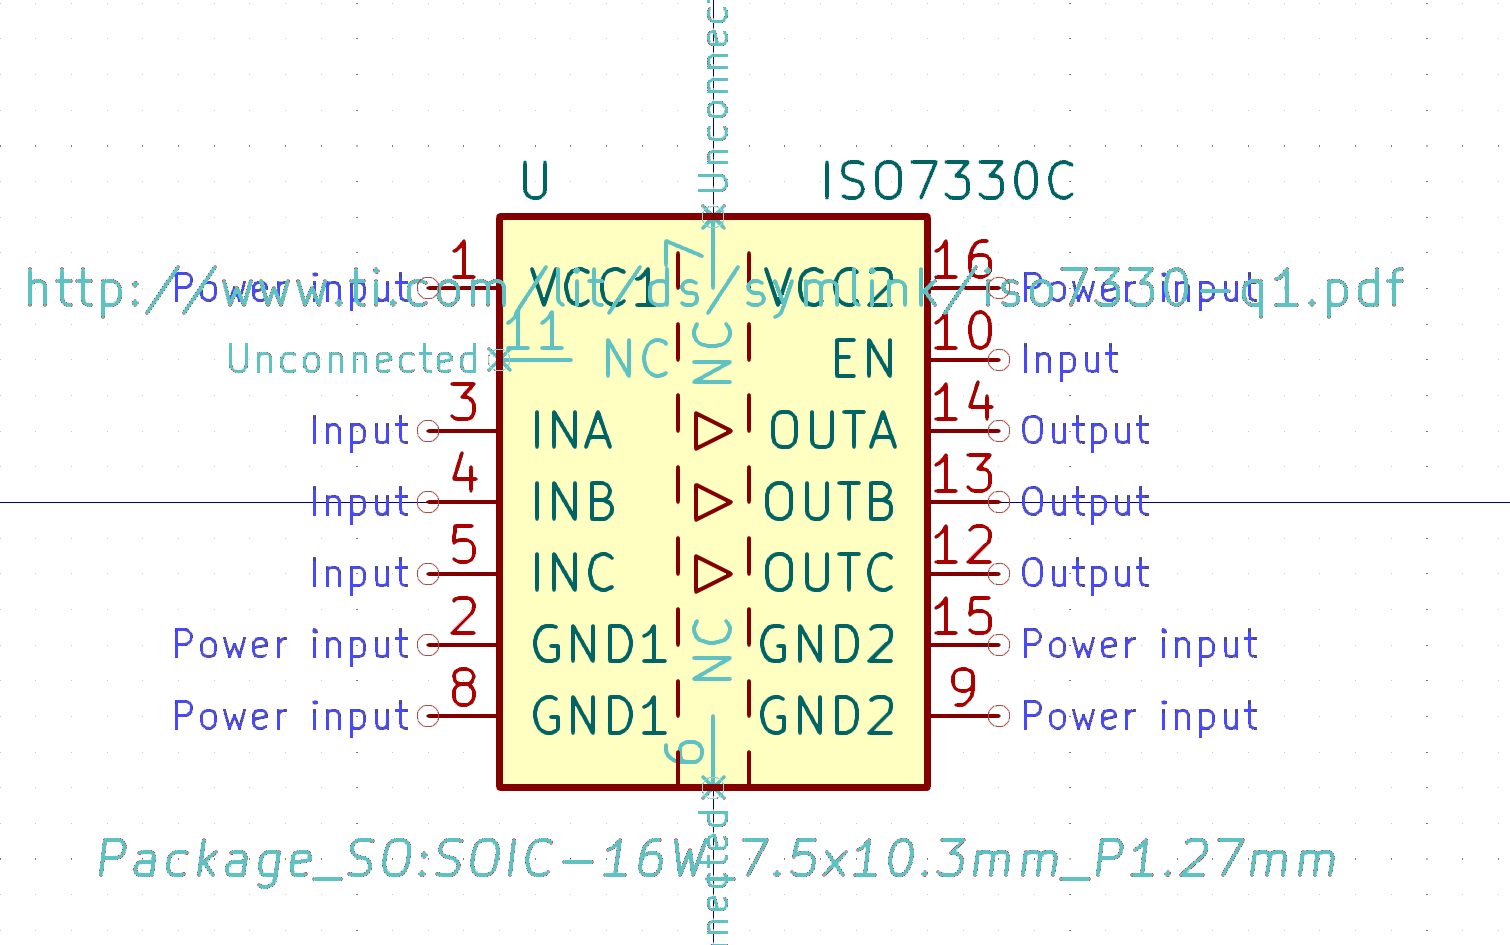 Unconnec
U ISO7330C
7
1 16
Power input VCC1 VCC2 Power input
http://www.ti.com/lit/ds/symlink/iso7330-q1.pdf
11 10
Unconnected NC NC EN Input
3 14
Input INA OUTA Output
4 13
Input INB OUTB Output
5 12
Input INC OUTC Output
2 15
Power input GND1 NC GND2 Power input
8 9
Power input GND1 GND2 Power input
6
Package_SO:SOIC-16W_7.5x10.3mm_P1.27mm
nected